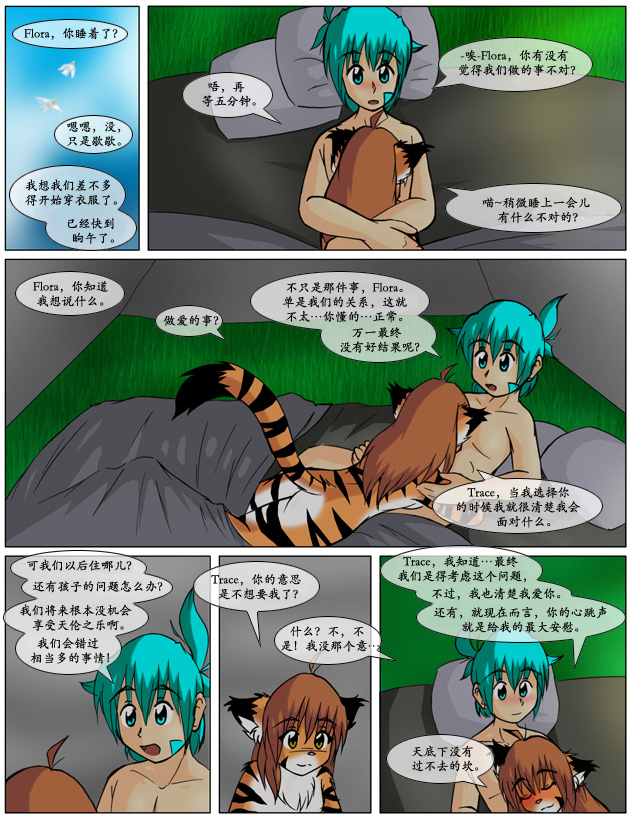 Flora，你睡着了？
嗯嗯，没，
只是歇歇。
我想我们差不多
得开始穿衣服了。
已经快到
晌午了。
唔，再
等五分钟。
-唉-Flora，你有没有
觉得我们做的事不对？
喵~稍微睡上一会儿
有什么不对的？
Flora，你知道
我想说什么。
做爱的事？
不只是那件事，Flora。
单是我们的关系，这就
不太…你懂的…正常。
万一最终
没有好结果呢？
Trace，当我选择你
的时候我就很清楚我会
面对什么。
可我们以后住哪儿？
还有孩子的问题怎么办？
我们将来根本没机会
享受天伦之乐啊。
我们会错过
相当多的事情！
Trace，你的意思
是不想要我了？
什么？不，不
是！我没那个意…
Trace，我知道…最终
我们是得考虑这个问题，
不过，我也清楚我爱你。
还有，就现在而言，你的心跳声
就是给我的最大安慰。
天底下没有
过不去的坎。